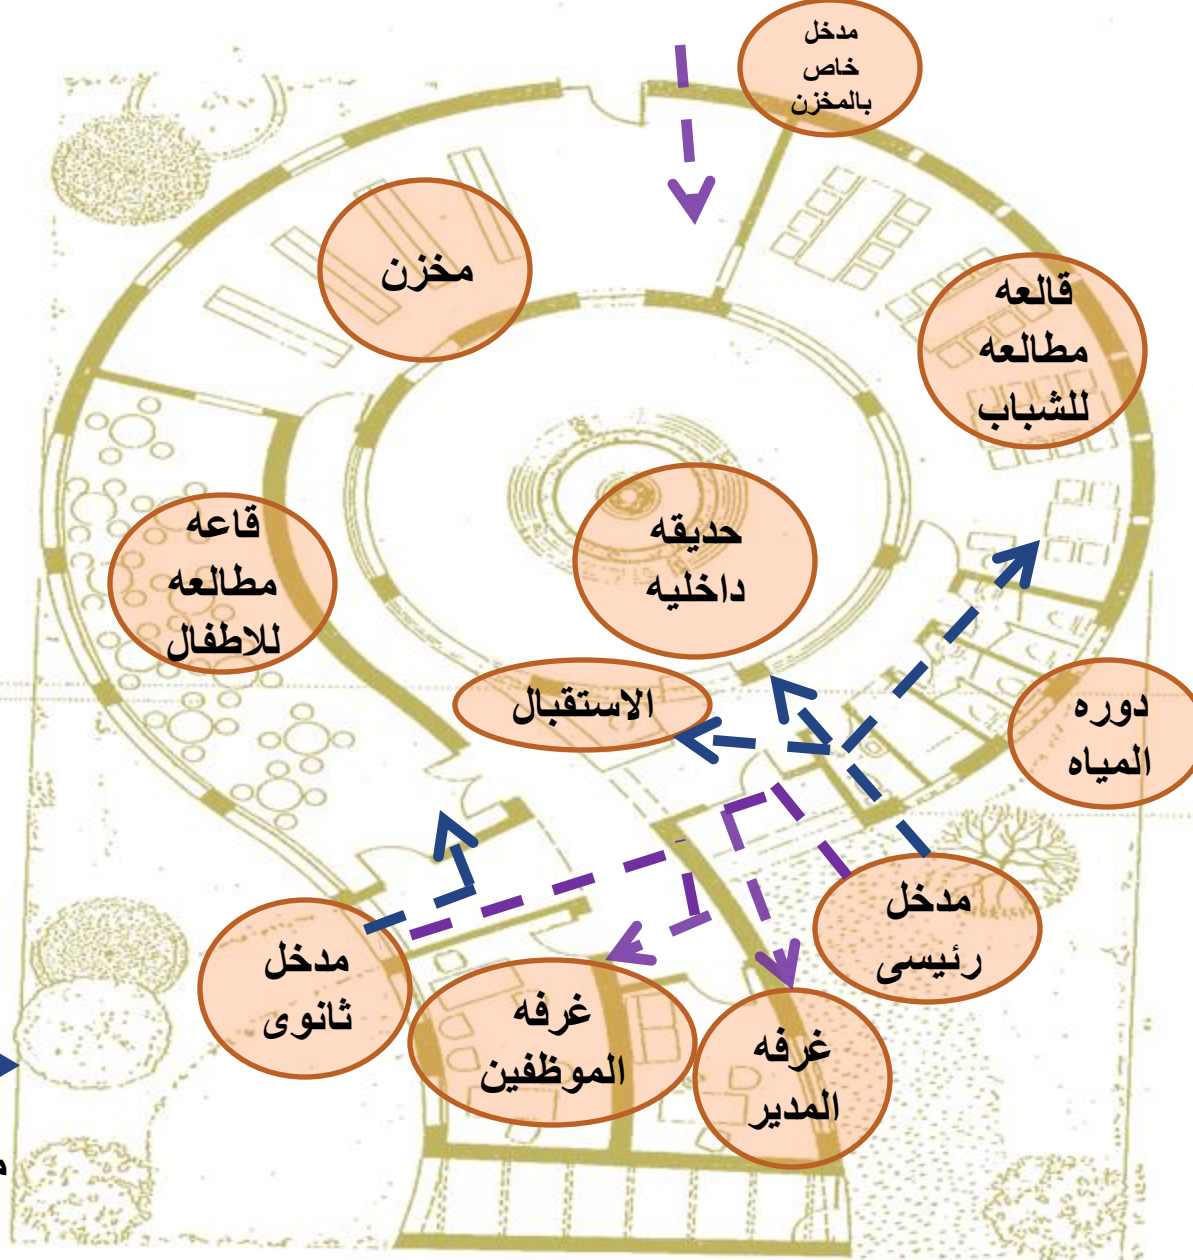 مدخل
خاص
بالمخزن
مخزن
قالعه
مطالعه
للشباب
قاعه
مطالعه
للاطفال
حديقه
داخليه
الاستقبال
دوره
المياه
مدخل
رئيسى
مدخل
ثانوى
غرفه
الموظفين
غرفه
المدير